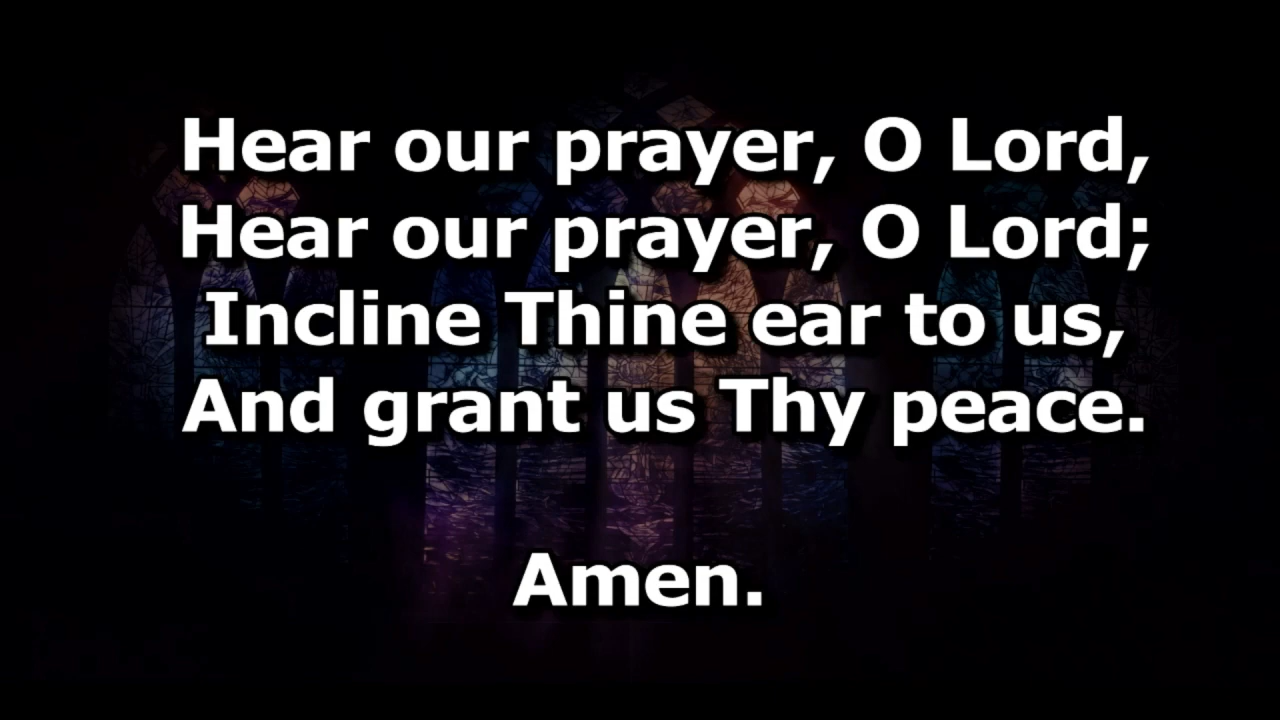 Hear our prayer, O Lord,
Hear our prayer, O Lord;
Incline Thine ear to us,
And grant us Thy peace.
Amen.